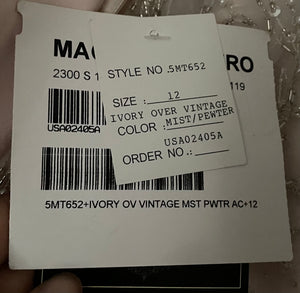 MAG RO
2300 S 1 119
STYLE NO. 5MT652
SIZE : 12
IVORY OVER VINTAGE
COLOR : MIST/PEWTER
USA02405A
ORDER NO.:
USA02405A
5MT652+IVORY OV VINTAGE MST PWTR AC+12